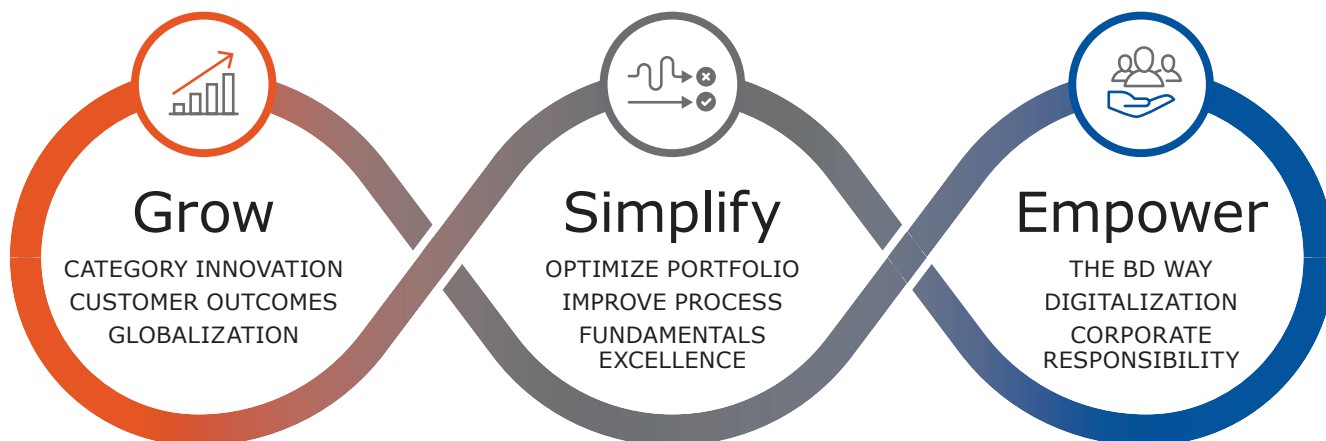 Grow
CATEGORY INNOVATION
CUSTOMER OUTCOMES
GLOBALIZATION
Simplify
OPTIMIZE PORTFOLIO
IMPROVE PROCESS
FUNDAMENTALS
EXCELLENCE
Empower
THE BD WAY
DIGITALIZATION
CORPORATE
RESPONSIBILITY